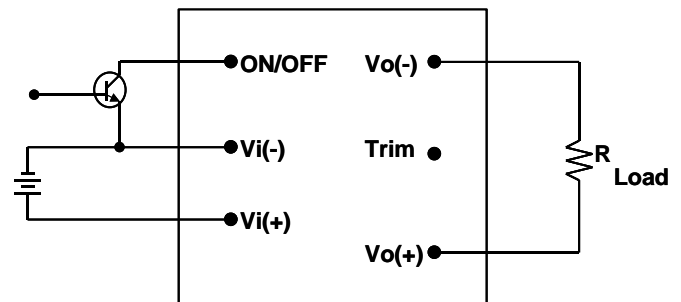 ON/OFF
Vi(-)
Vi(+)
Vo(-)
Trim
Vo(+)
R
Load